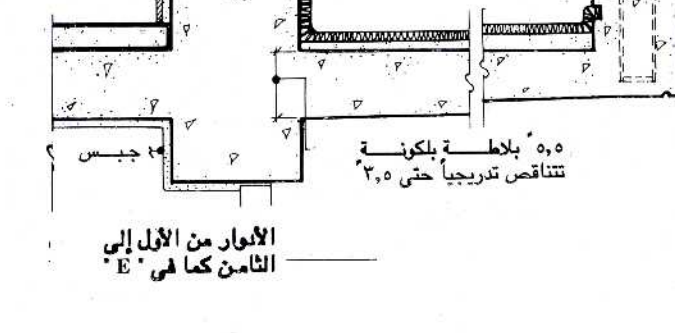 ٥,٥ ً بلاطة بلكونة
تتناقص تدريجياً حتى ٣,٥ ً
جبس
الأدوار من الأول إلى
الثامن كما في " E "